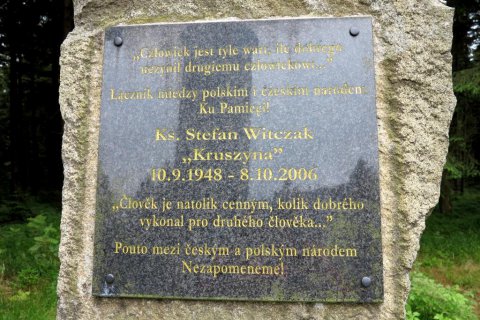 „Człowiek jest tyle wart, ile dobrego
uczynił drugiemu człowiekowi..."
Łącznik między polskim i czeskim narodem
Ku Pamięci!
Ks. Stefan Witczak
„Kruszyna"
10.9.1948 - 8.10.2006
„Člověk je natolik cenným, kolik dobrého
vykonal pro druhého člověka..."
Pouto mezi českým a polským národem
Nezapomeneme!